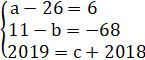 a − 26 = 6
11 − b = −68
2019 = c + 2018